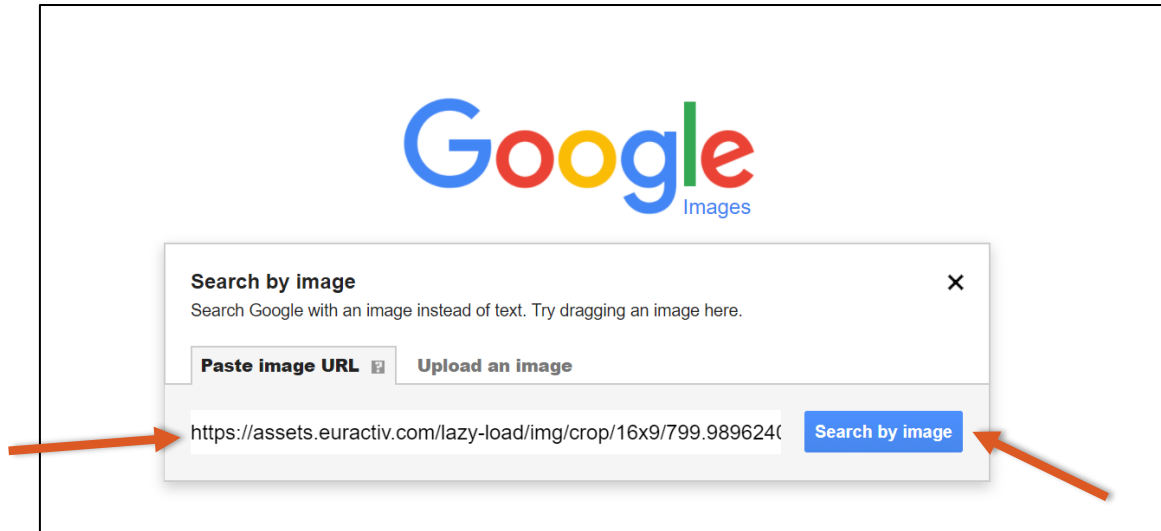 Google
Images
Search by image
Search Google with an image instead of text. Try dragging an image here.
Paste image URL ? Upload an image
https://assets.euractiv.com/lazy-load/img/crop/16x9/799.9896240 Search by image